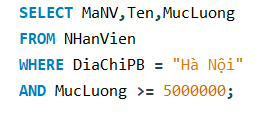 SELECT MaNV,Ten,MucLuong
FROM NHanVien
WHERE DiaChiPB = "Hà Nội"
AND MucLuong >= 5000000;